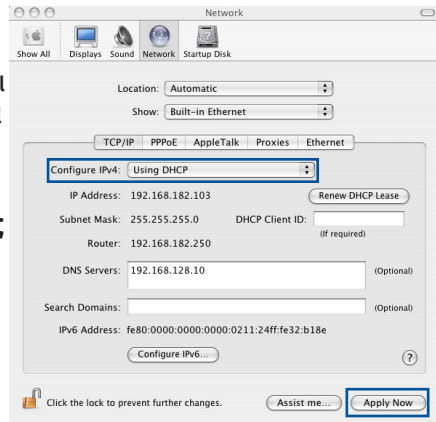 Network
Show All Displays Sound Network Startup Disk
Location: Automatic
Show: Built-in Ethernet
TCP/IP PPPoE AppleTalk Proxies Ethernet
Configure IPv4: Using DHCP
IP Address: 192.168.182.103 Renew DHCP Lease
Subnet Mask: 255.255.255.0 DHCP Client ID:
(If required)
Router: 192.168.182.250
DNS Servers: 192.168.128.10 (Optional)
Search Domains: (Optional)
IPv6 Address: fe80:0000:0000:0000:0211:24ff:fe32:b18e
Configure IPv6... ?
Click the lock to prevent further changes. Assist me... Apply Now